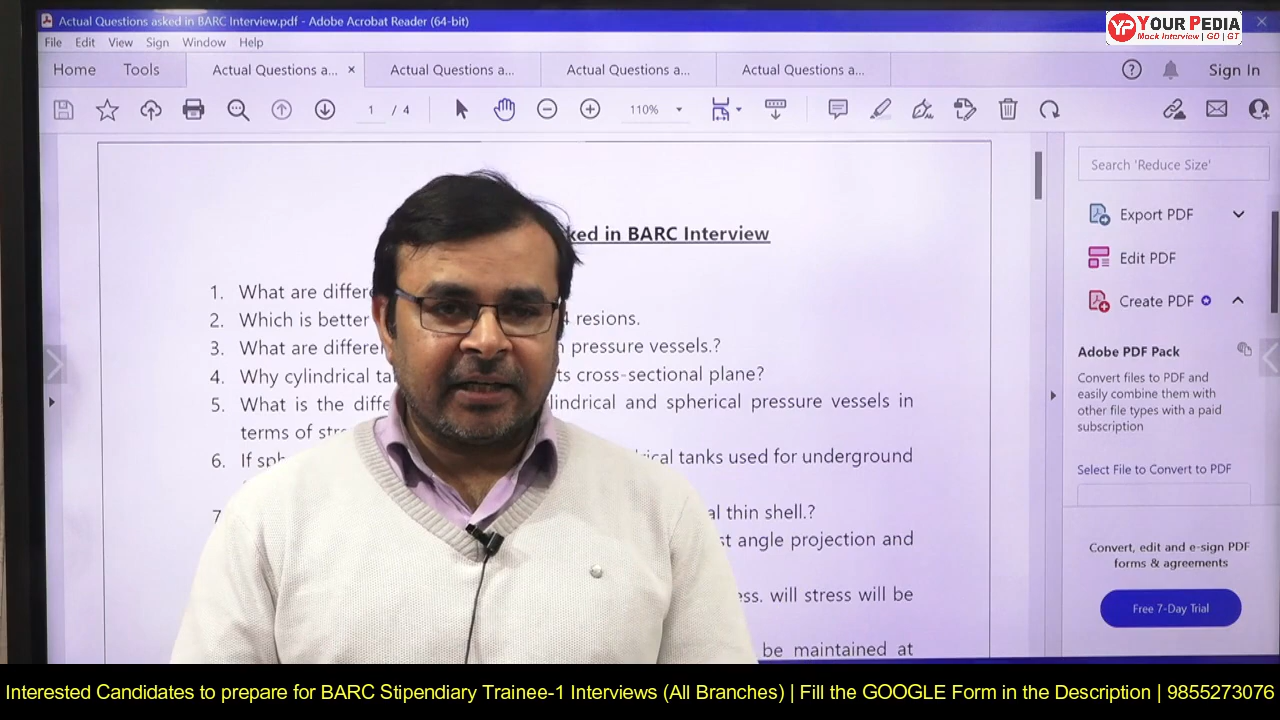 Actual Questions asked in BARC Interview.pdf - Adobe Acrobat Reader (64-bit)
YP YOUR PEDIA
Mock Interview | GD | GT
File Edit View Sign Window Help
Home Tools Actual Questions a... × Actual Questions a... Actual Questions a... Actual Questions a... Sign In
1 / 4 110%
Search 'Reduce Size'
Export PDF
ked in BARC Interview
Edit PDF
1. What are differe
Create PDF
2. Which is better 4 resions.
3. What are differen n pressure vessels.?
Adobe PDF Pack
4. Why cylindrical ta ts cross-sectional plane?
Convert files to PDF and
easily combine them with
other file types with a paid
subscription
5. What is the diffe lindrical and spherical pressure vessels in
terms of stre
6. If sph rical tanks used for underground
Select File to Convert to PDF
7 al thin shell.?
st angle projection and
Convert, edit and e-sign PDF
forms & agreements
ess. will stress will be
Free 7-Day Trial
be maintained at
Interested Candidates to prepare for BARC Stipendiary Trainee-1 Interviews (All Branches) | Fill the GOOGLE Form in the Description | 9855273076